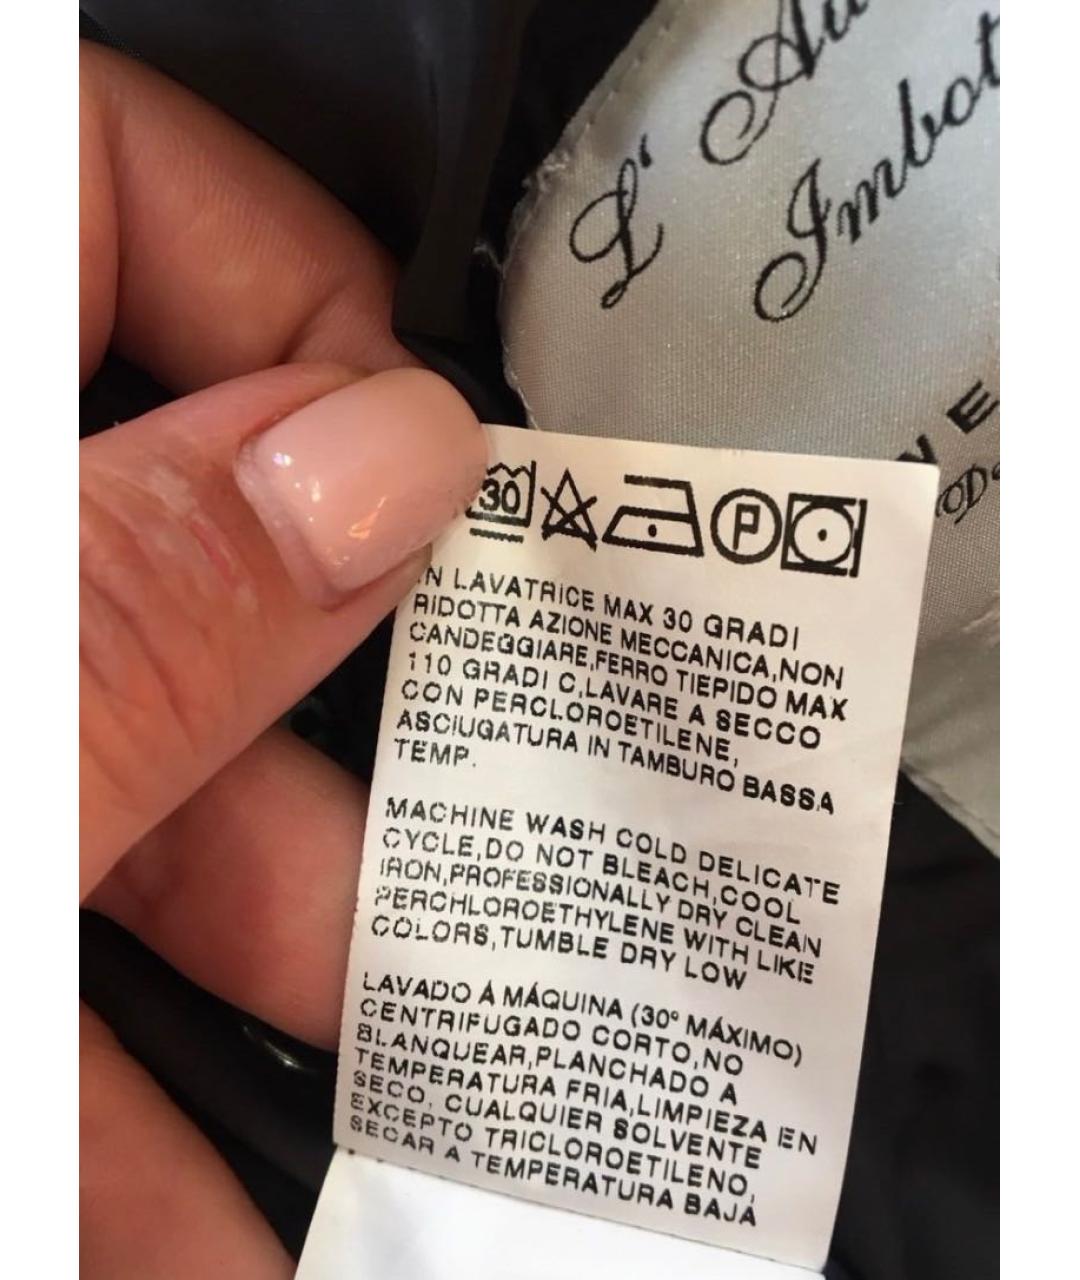 L'
30
P
IN LAVATRICE MAX 30 GRADI
RIDOTTA AZIONE MECCANICA,NON
CANDEGGIARE,FERRO TIEPIDO MAX
110 GRADI C,LAVARE A SECCO
CON PERCLOROETILENE,
ASCIUGATURA IN TAMBURO BASSA
TEMP.
MACHINE WASH COLD DELICATE
CYCLE,DO NOT BLEACH,COOL
IRON,PROFESSIONALLY DRY CLEAN
PERCHLOROETHYLENE WITH LIKE
COLORS,TUMBLE DRY LOW
LAVADO A MÁQUINA (30° MÁXIMO)
CENTRIFUGADO CORTO,NO
BLANQUEAR,PLANCHADO A
TEMPERATURA FRIA,LIMPIEZA EN
SECO, CUALQUIER SOLVENTE
EXCEPTO TRICLOROETILENO,
SECAR A TEMPERATURA BAJA